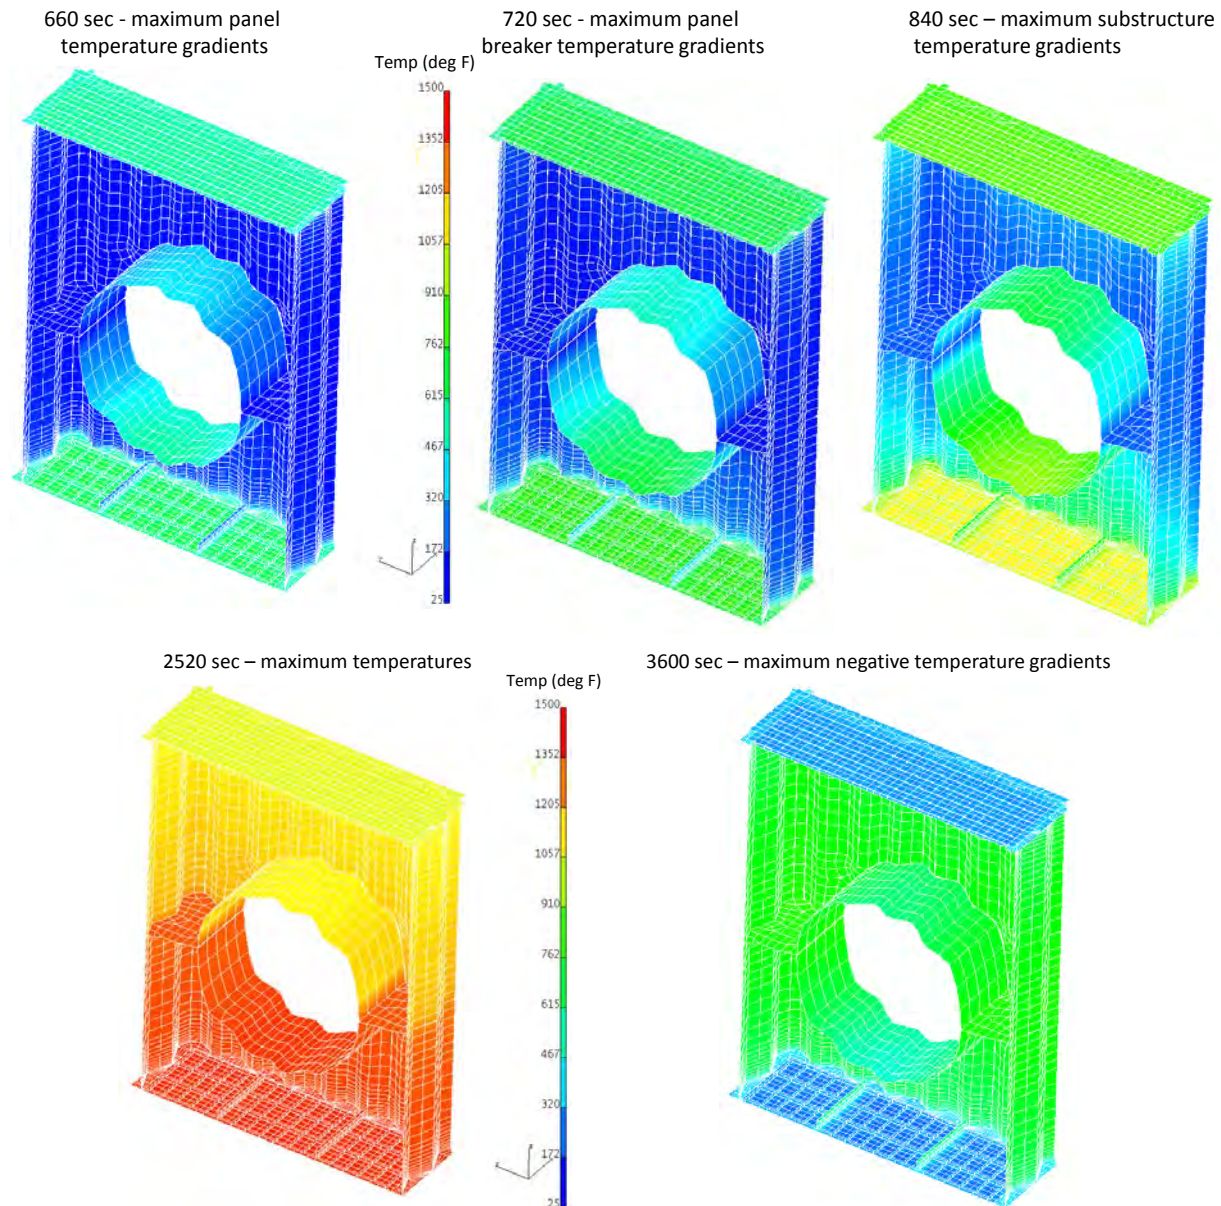 660 sec - maximum panel
temperature gradients
720 sec - maximum panel
breaker temperature gradients
840 sec – maximum substructure
temperature gradients
Temp (deg F)
1500
1352
1205
1057
910
762
615
467
320
172
25
2520 sec – maximum temperatures
3600 sec – maximum negative temperature gradients
Temp (deg F)
1500
1352
1205
1057
910
762
615
467
320
172
25